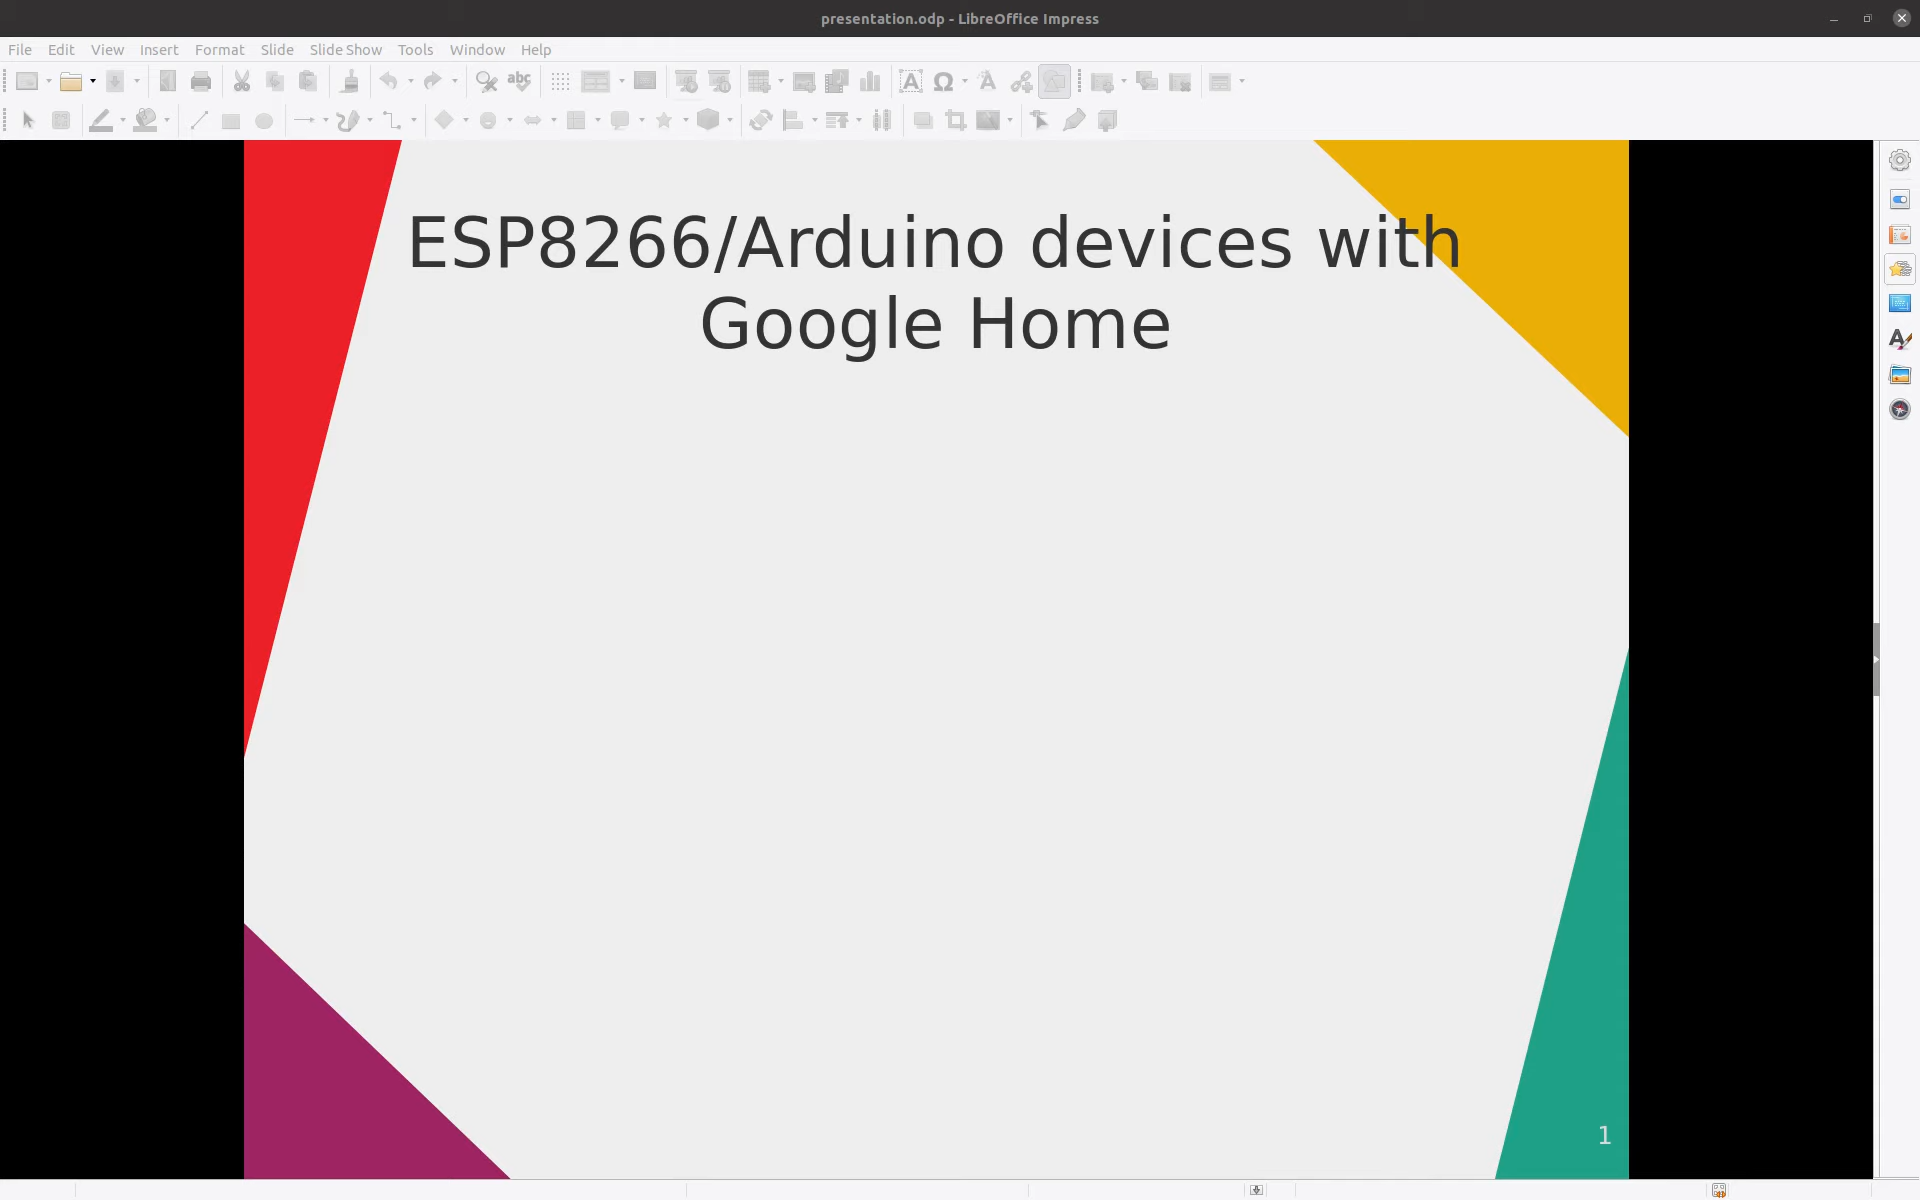 presentation.odp - LibreOffice Impress
File Edit View Insert Format Slide Slide Show Tools Window Help
abc
ESP8266/Arduino devices with
Google Home
1